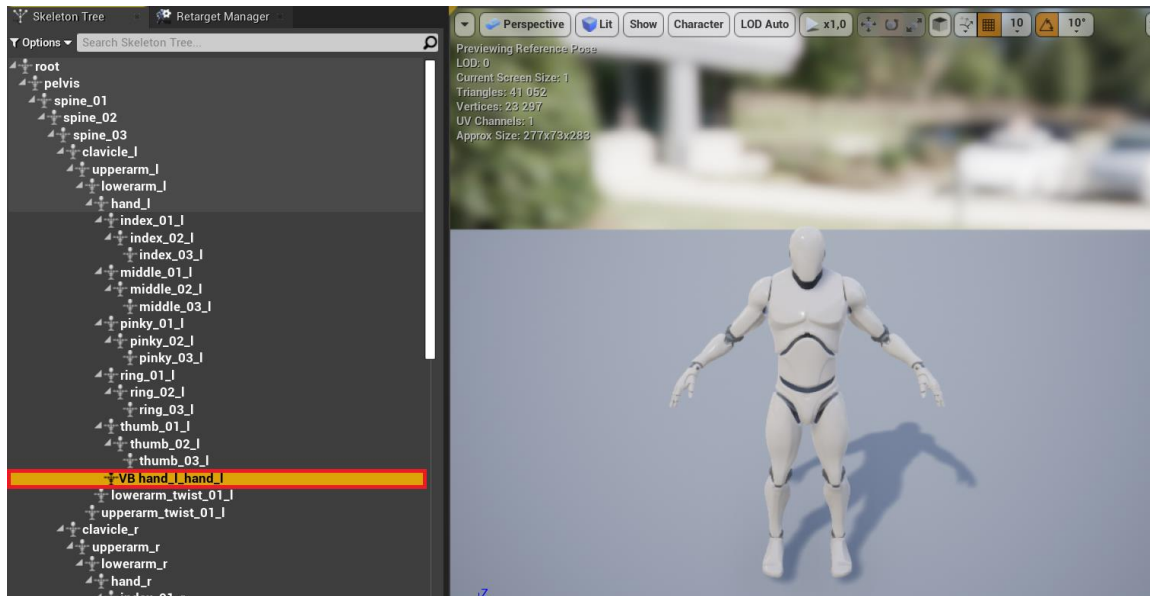 Skeleton Tree
Retarget Manager
Options
Search Skeleton Tree...
root
pelvis
spine_01
spine_02
spine_03
clavicle_l
upperarm_l
lowerarm_l
hand_l
index_01_l
index_02_l
index_03_l
middle_01_l
middle_02_l
middle_03_l
pinky_01_l
pinky_02_l
pinky_03_l
ring_01_l
ring_02_l
ring_03_l
thumb_01_l
thumb_02_l
thumb_03_l
VB hand_l_hand_l
lowerarm_twist_01_l
upperarm_twist_01_l
clavicle_r
upperarm_r
lowerarm_r
hand_r
Perspective Lit Show Character LOD Auto x1,0 10 10°
Previewing Reference Pose
LOD: 0
Current Screen Size: 1
Triangles: 41 052
Vertices: 23 297
UV Channels: 1
Approx Size: 277x73x283
Z